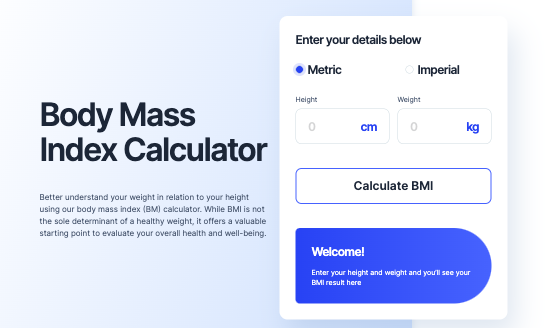 Body Mass
Index Calculator
Better understand your weight in relation to your height
using our body mass index (BM) calculator. While BMI is not
the sole determinant of a healthy weight, it offers a valuable
starting point to evaluate your overall health and well-being.
Enter your details below
Metric
Imperial
Height
Weight
0 cm
0 kg
Calculate BMI
Welcome!
Enter your height and weight and you'll see your
BMI result here